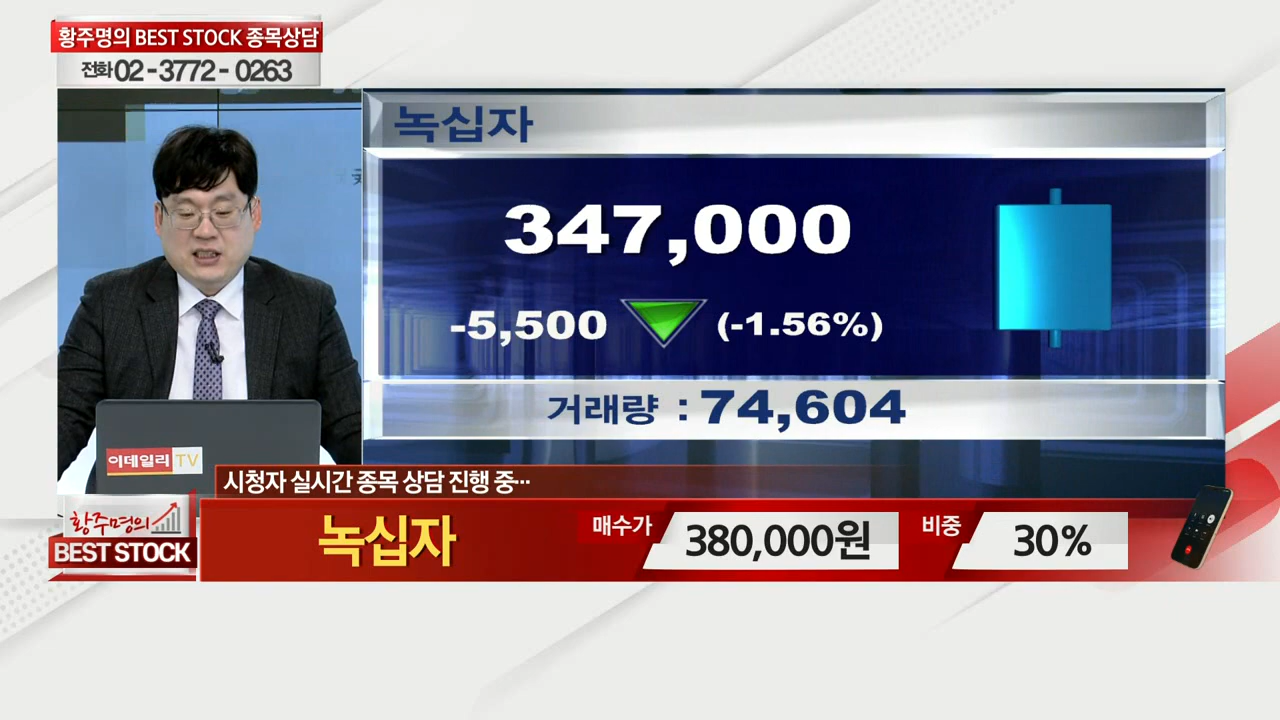 황주명의 BEST STOCK 종목상담
전화 02-3772-0263
녹십자
347,000
-5,500 (-1.56%)
거래량 : 74,604
이데일리 TV
시청자 실시간 종목 상담 진행 중...
황주명의
BEST STOCK
녹십자 매수가 380,000원 비중 30%